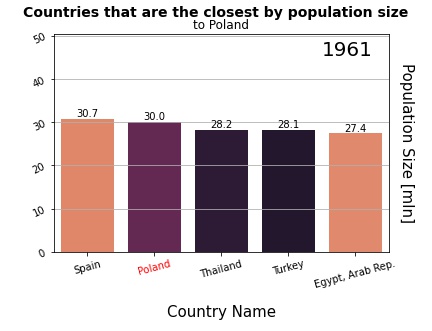 Countries that are the closest by population size
to Poland
1961
50
40
30
20
10
0
30.7
30.0
28.2
28.1
27.4
Spain
Poland
Thailand
Turkey
Egypt, Arab Rep.
Country Name
Population Size [mln]